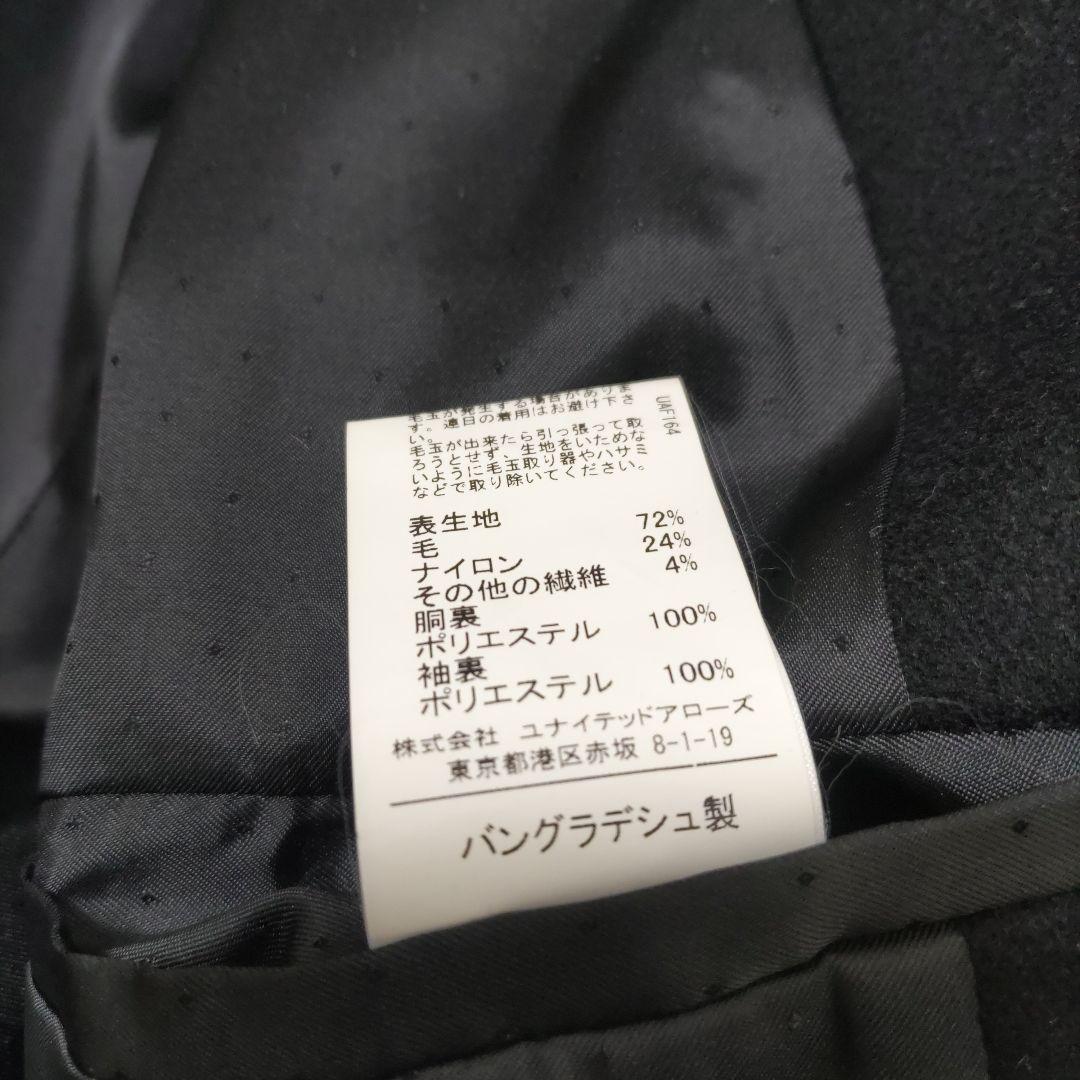 毛玉が発生する場合がありま
す。連日の着用はお避け下さ
い。
毛玉が出来たら引っ張って取
ろうとせず、生地をいためな
いように毛玉取り器やハサミ
などで取り除いてください。
UAF164
表生地
毛 72%
ナイロン 24%
その他の繊維 4%
胴裏
ポリエステル 100%
袖裏
ポリエステル 100%
株式会社 ユナイテッドアローズ
東京都港区赤坂 8-1-19
バングラデシュ製